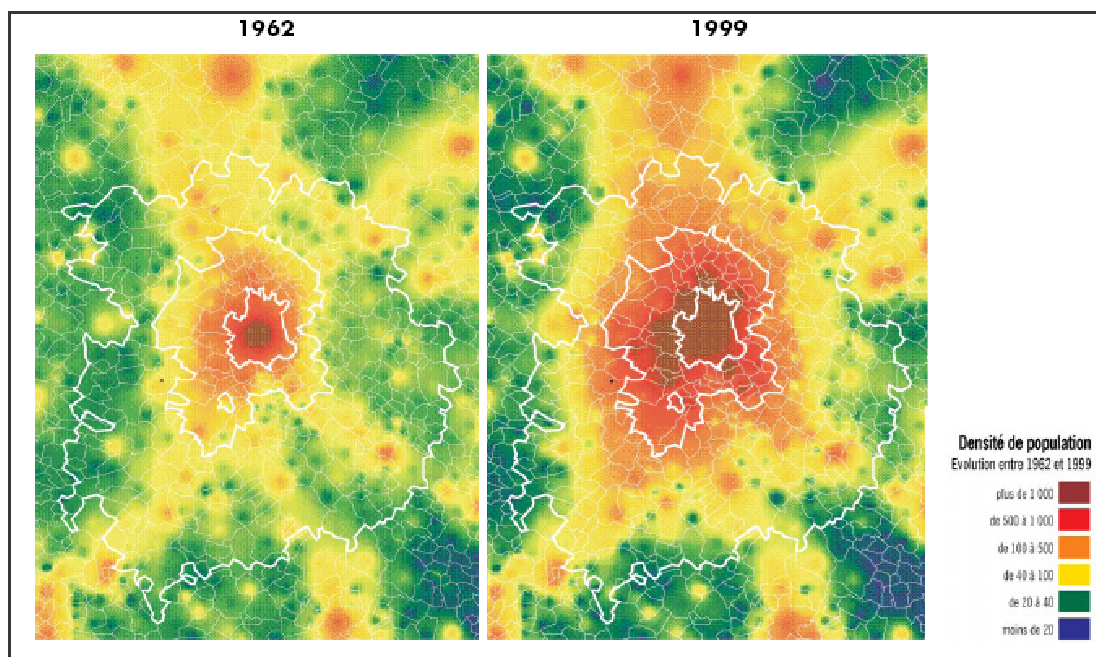 1962
1999
Densité de population
Evolution entre 1962 et 1999
plus de 1 000
de 500 à 1 000
de 100 à 500
de 40 à 100
de 20 à 40
moins de 20